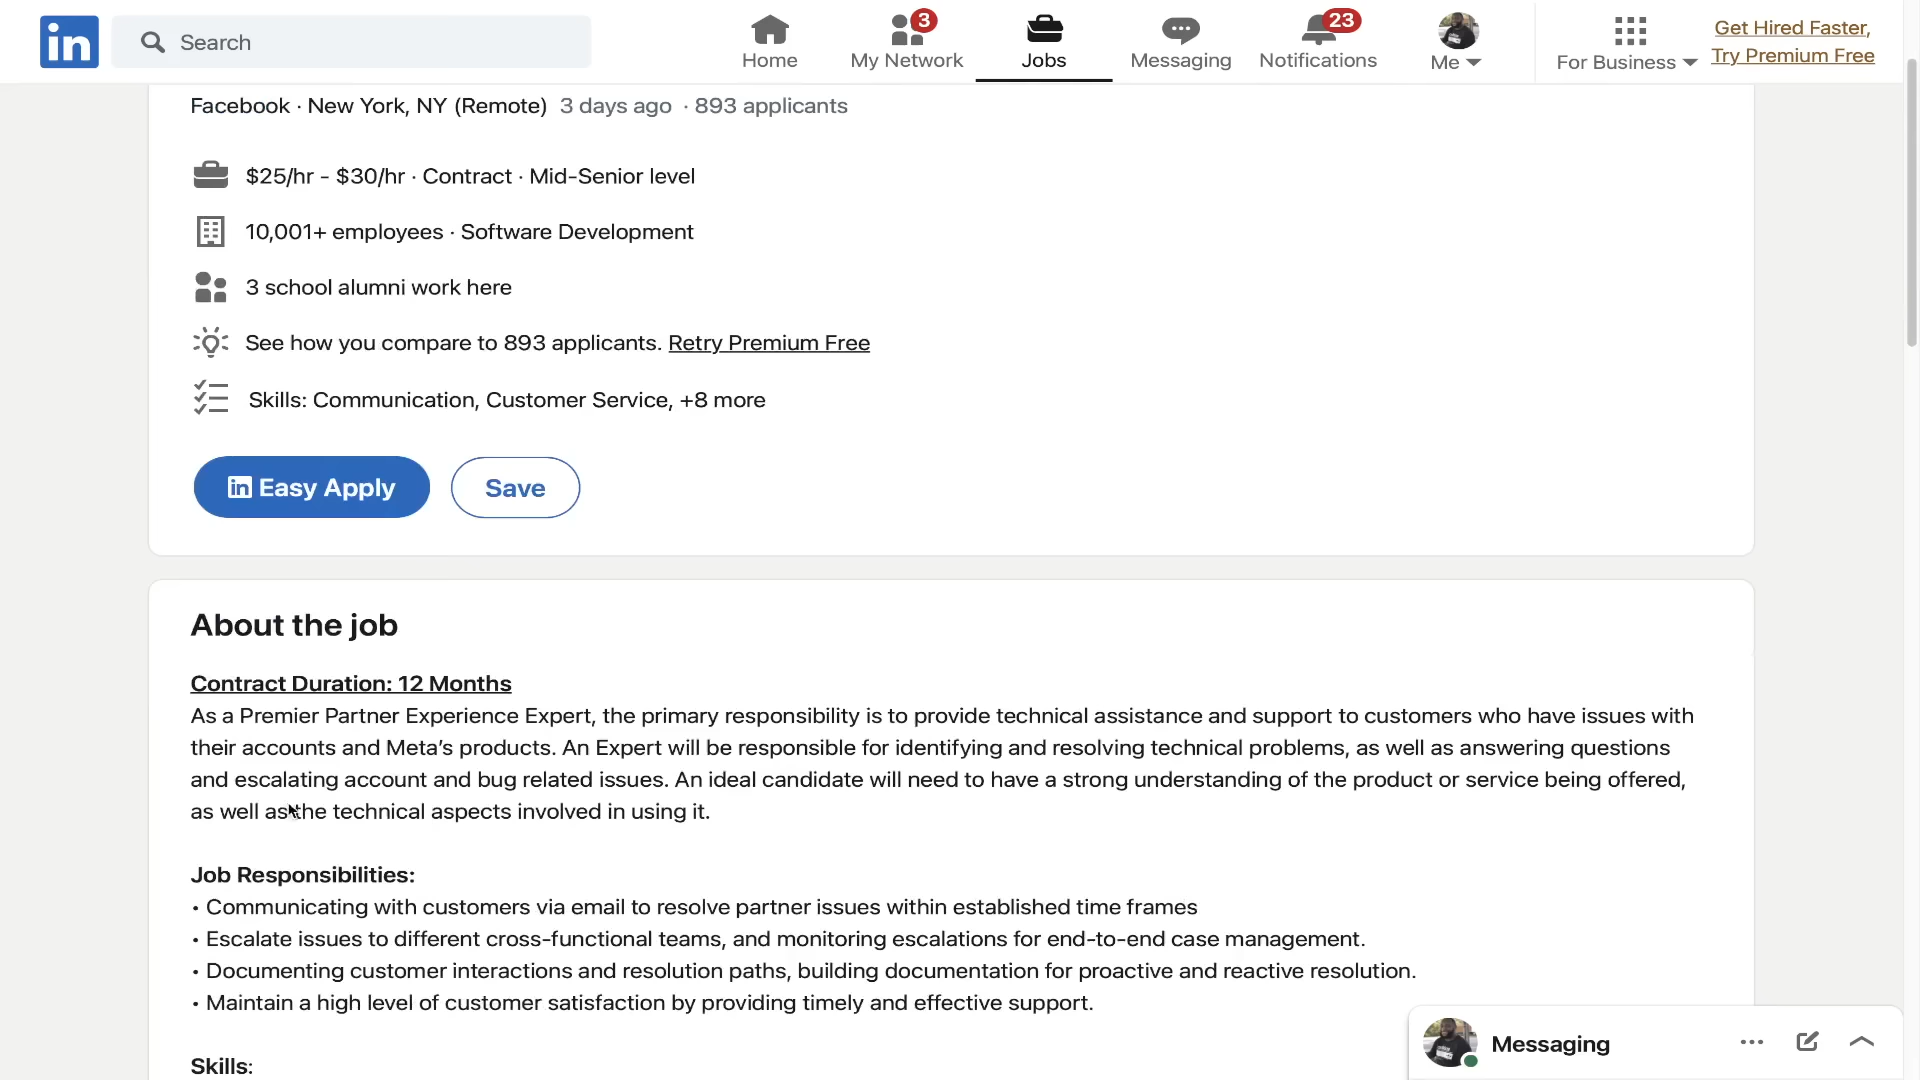 in
Search
Home
3
My Network
Jobs
Messaging
23
Notifications
Me
For Business
Get Hired Faster,
Try Premium Free
Facebook · New York, NY (Remote) 3 days ago · 893 applicants
$25/hr - $30/hr · Contract · Mid-Senior level
10,001+ employees · Software Development
3 school alumni work here
See how you compare to 893 applicants. Retry Premium Free
Skills: Communication, Customer Service, +8 more
in Easy Apply
Save
About the job
Contract Duration: 12 Months
As a Premier Partner Experience Expert, the primary responsibility is to provide technical assistance and support to customers who have issues with
their accounts and Meta's products. An Expert will be responsible for identifying and resolving technical problems, as well as answering questions
and escalating account and bug related issues. An ideal candidate will need to have a strong understanding of the product or service being offered,
as well as the technical aspects involved in using it.
Job Responsibilities:
• Communicating with customers via email to resolve partner issues within established time frames
• Escalate issues to different cross-functional teams, and monitoring escalations for end-to-end case management.
• Documenting customer interactions and resolution paths, building documentation for proactive and reactive resolution.
• Maintain a high level of customer satisfaction by providing timely and effective support.
Skills:
Messaging